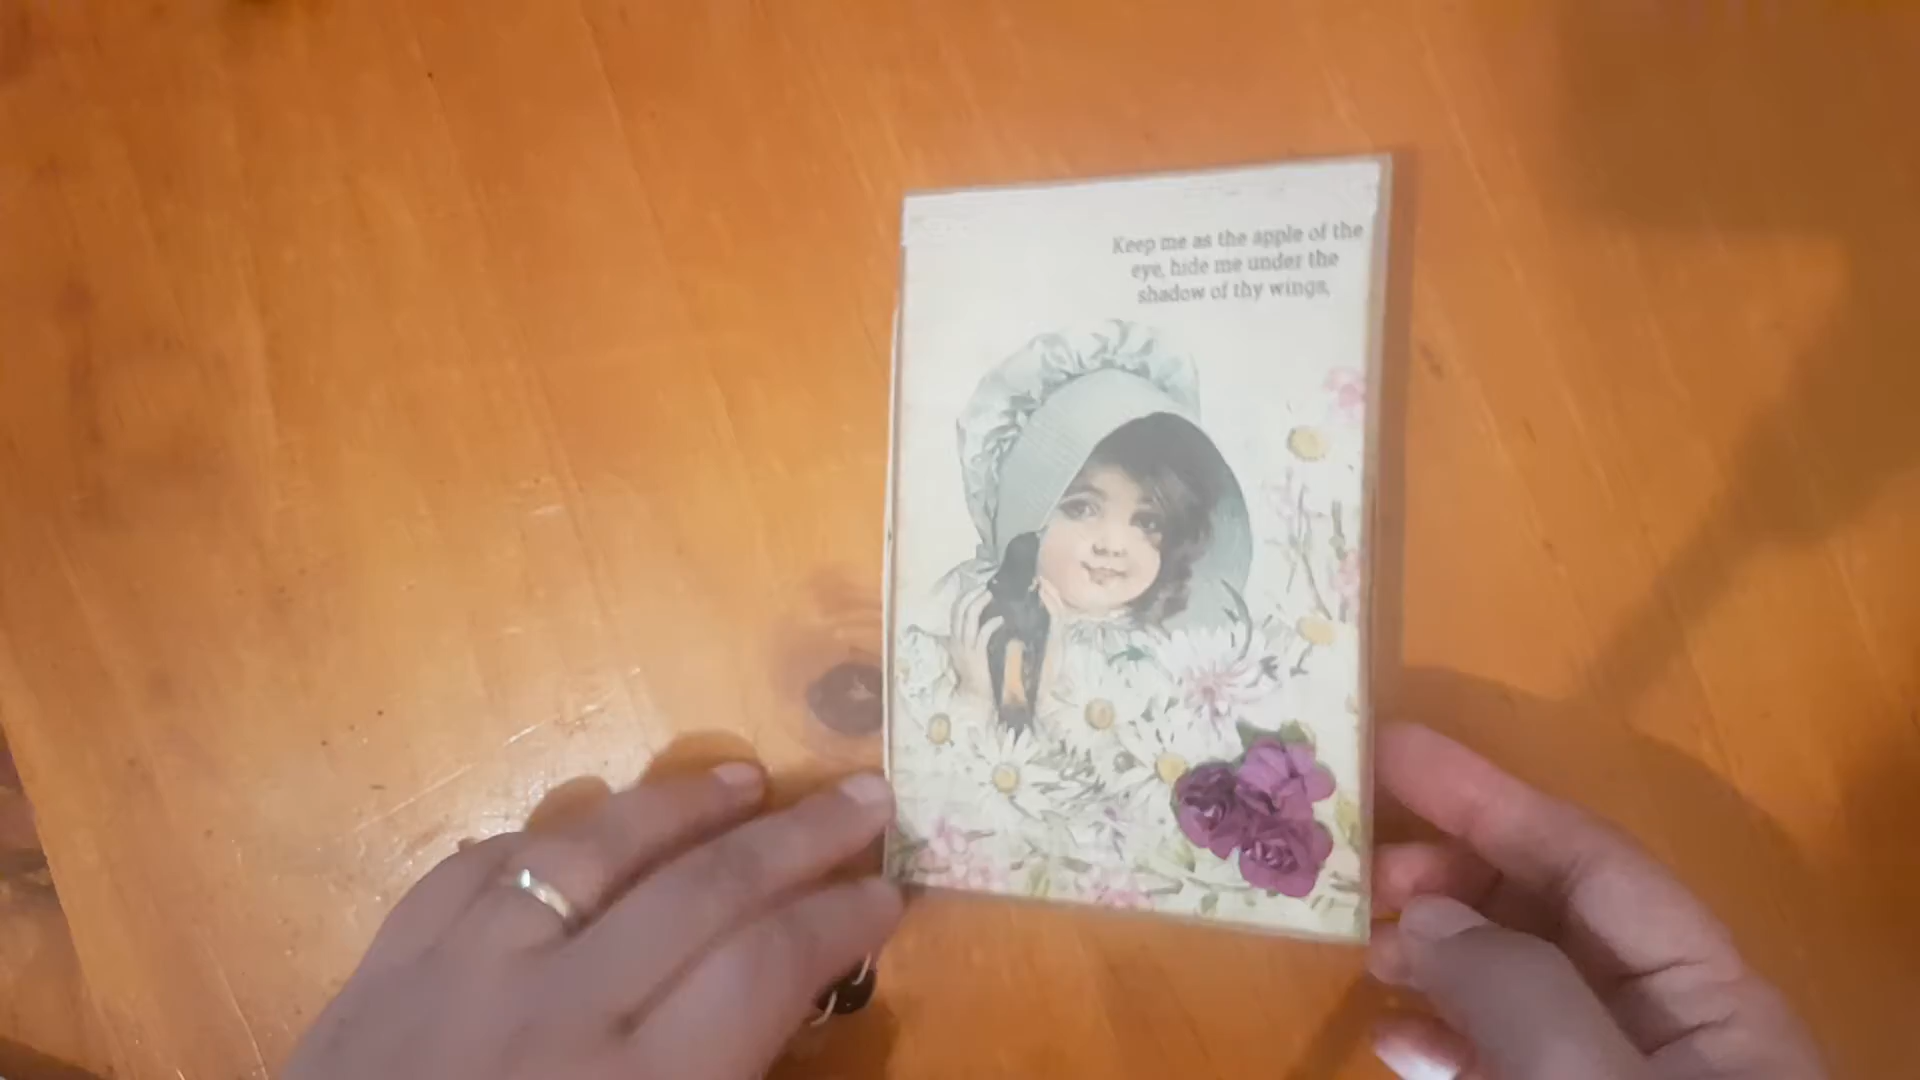 Keep me as the apple of the
eye, hide me under the
shadow of thy wings,